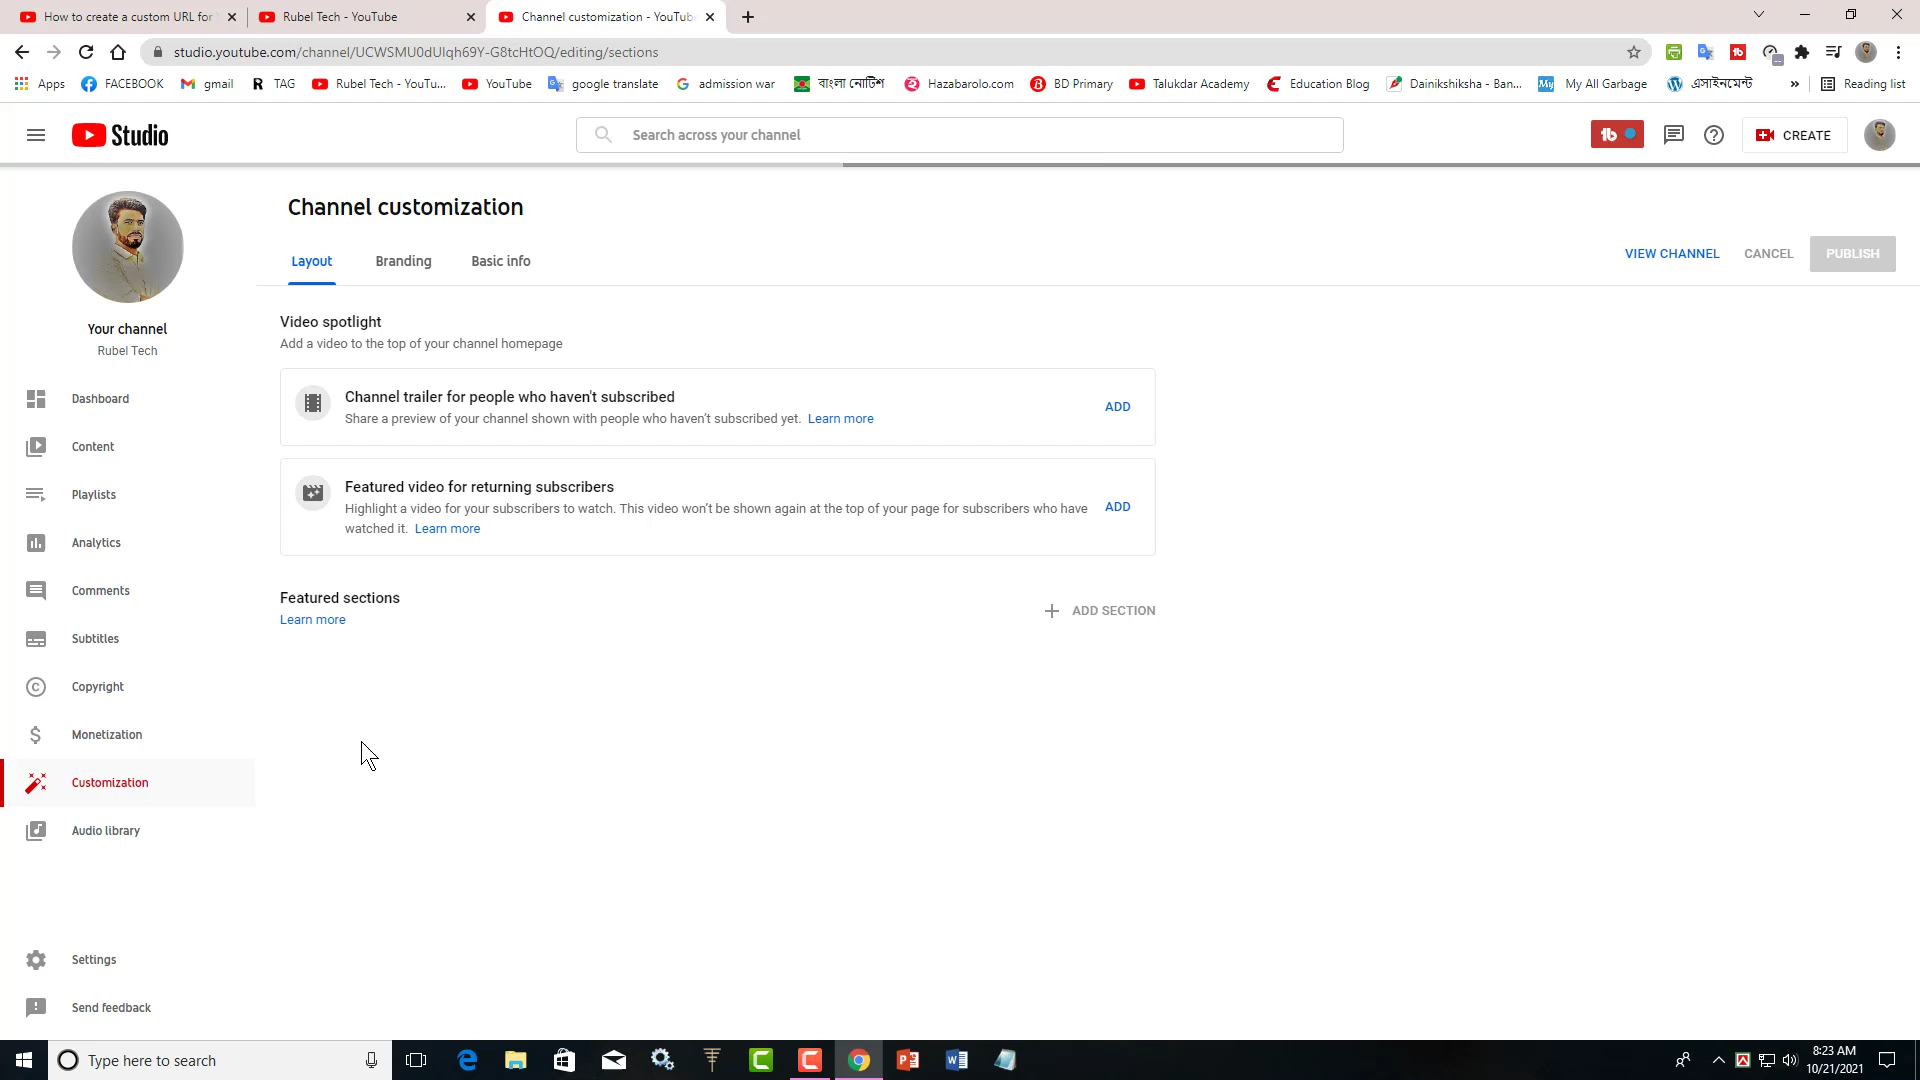 How to create a custom URL for
Rubel Tech - YouTube
Channel customization - YouTub
studio.youtube.com/channel/UCWSMU0dUIqh69Y-G8tcHtOQ/editing/sections
Apps
FACEBOOK
gmail
TAG
Rubel Tech - YouTu...
YouTube
google translate
admission war
বাংলা নোটিশ
Hazabarolo.com
BD Primary
Talukdar Academy
Education Blog
Dainikshiksha - Ban...
My All Garbage
এসাইনমেন্ট
»
Reading list
Studio
Search across your channel
CREATE
Channel customization
Layout
Branding
Basic info
VIEW CHANNEL
CANCEL
PUBLISH
Your channel
Rubel Tech
Dashboard
Content
Playlists
Analytics
Comments
Subtitles
Copyright
Monetization
Customization
Audio library
Settings
Send feedback
Video spotlight
Add a video to the top of your channel homepage
Channel trailer for people who haven't subscribed
Share a preview of your channel shown with people who haven’t subscribed yet. Learn more
ADD
Featured video for returning subscribers
Highlight a video for your subscribers to watch. This video won’t be shown again at the top of your page for subscribers who have
watched it. Learn more
ADD
Featured sections
Learn more
ADD SECTION
Type here to search
8:23 AM
10/21/2021